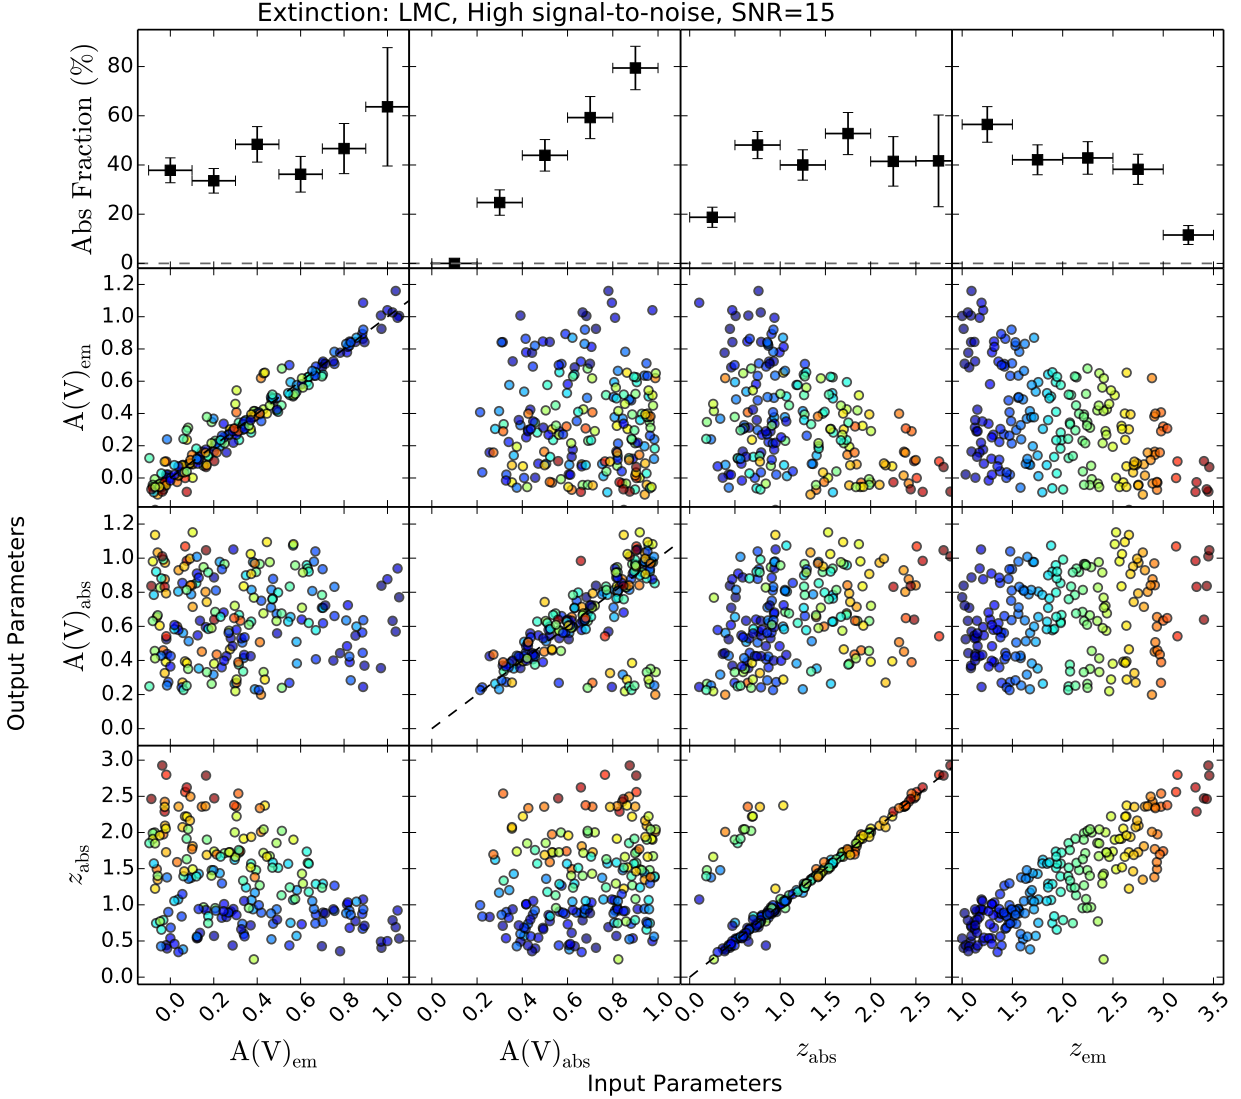 Extinction: LMC, High signal-to-noise, SNR=15
Abs Fraction (%)
80
60
40
20
0
A(V)em
1.2
1.0
0.8
0.6
0.4
0.2
0.0
Output Parameters
A(V)abs
1.2
1.0
0.8
0.6
0.4
0.2
0.0
zabs
3.0
2.5
2.0
1.5
1.0
0.5
0.0
0.0 0.2 0.4 0.6 0.8 1.0 0.0 0.2 0.4 0.6 0.8 1.0 0.0 0.5 1.0 1.5 2.0 2.5 1.0 1.5 2.0 2.5 3.0 3.5
A(V)em A(V)abs zabs zem
Input Parameters